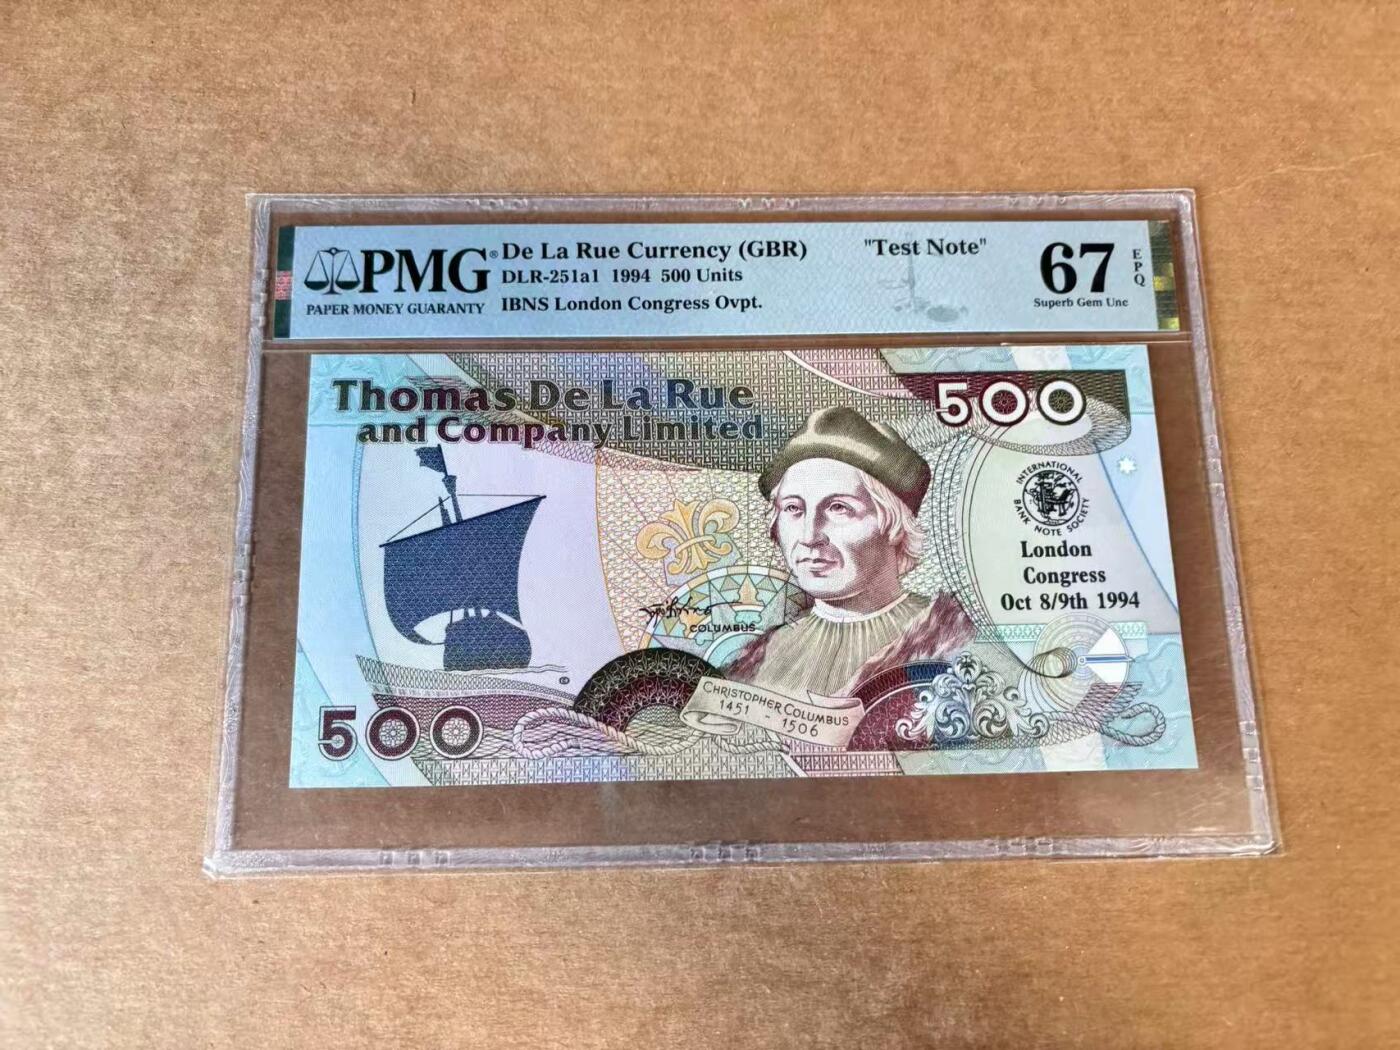 PMG®
PAPER MONEY GUARANTY
De La Rue Currency (GBR)
DLR-251a1 1994 500 Units
IBNS London Congress Ovpt.
"Test Note"
67
EPQ
Superb Gem Unc
Thomas De La Rue
and Company Limited
500
INTERNATIONAL
BANK NOTE SOCIETY
London
Congress
Oct 8/9th 1994
COLUMBUS
CHRISTOPHER COLUMBUS
1451 - 1506
500